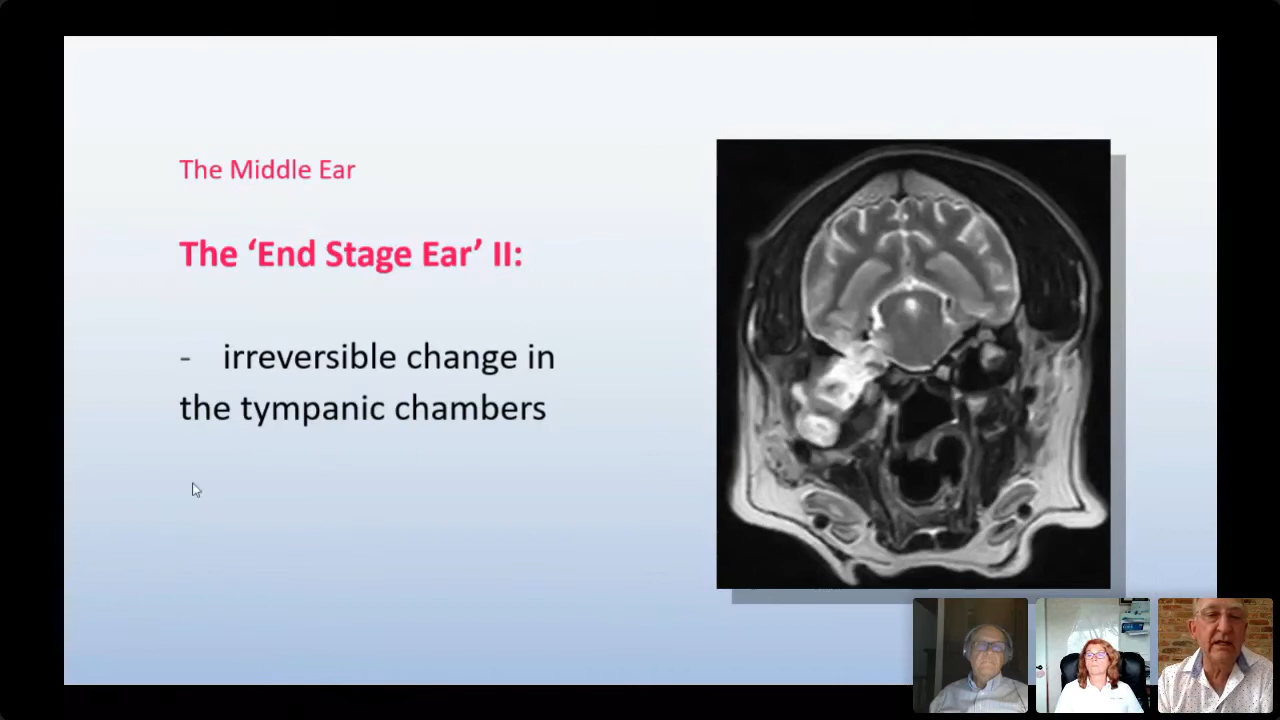 The Middle Ear
The ‘End Stage Ear’ II:
- irreversible change in
the tympanic chambers